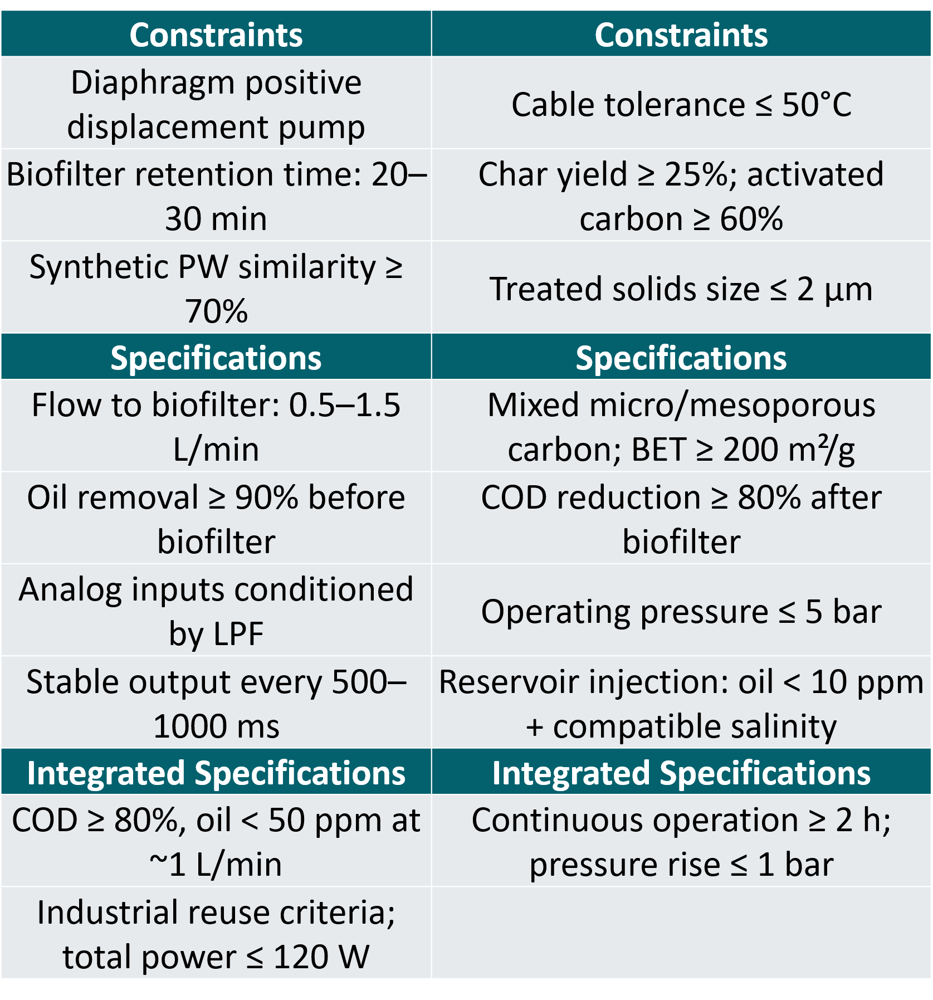 Constraints
Constraints
Diaphragm positive
displacement pump
Cable tolerance ≤ 50°C
Biofilter retention time: 20–
30 min
Char yield ≥ 25%; activated
carbon ≥ 60%
Synthetic PW similarity ≥
70%
Treated solids size ≤ 2 µm
Specifications
Specifications
Flow to biofilter: 0.5–1.5
L/min
Mixed micro/mesoporous
carbon; BET ≥ 200 m²/g
Oil removal ≥ 90% before
biofilter
COD reduction ≥ 80% after
biofilter
Analog inputs conditioned
by LPF
Operating pressure ≤ 5 bar
Stable output every 500–
1000 ms
Reservoir injection: oil < 10 ppm
+ compatible salinity
Integrated Specifications
Integrated Specifications
COD ≥ 80%, oil < 50 ppm at
~1 L/min
Continuous operation ≥ 2 h;
pressure rise ≤ 1 bar
Industrial reuse criteria;
total power ≤ 120 W